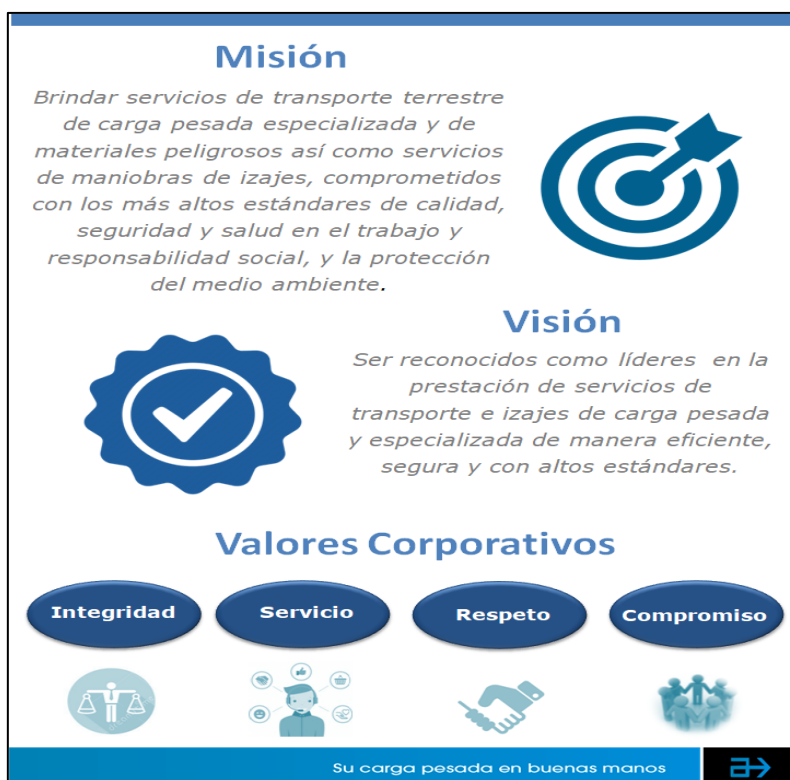 Misión
Brindar servicios de transporte terrestre
de carga pesada especializada y de
materiales peligrosos así como servicios
de maniobras de izajes, comprometidos
con los más altos estándares de calidad,
seguridad y salud en el trabajo y
responsabilidad social, y la protección
del medio ambiente.
Visión
Ser reconocidos como líderes en la
prestación de servicios de
transporte e izajes de carga pesada
y especializada de manera eficiente,
segura y con altos estándares.
Valores Corporativos
Integridad
Servicio
Respeto
Compromiso
Su carga pesada en buenas manos